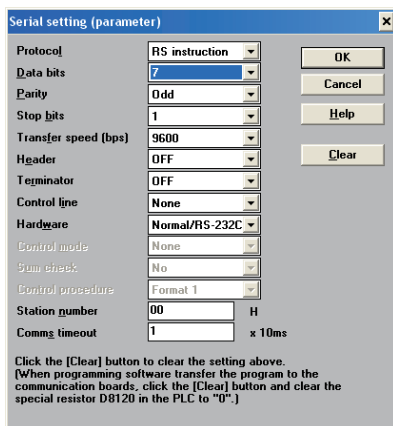 Serial setting (parameter)
Protocol RS instruction OK
Data bits 7
Cancel
Parity Odd
Stop bits 1 Help
Transfer speed (bps) 9600
Header OFF Clear
Terminator OFF
Control line None
Hardware Normal/RS-232C
Control mode None
Sum check No
Control procedure Format 1
Station number 00 H
Comms timeout 1 x 10ms
Click the [Clear] button to clear the setting above.
(When programming software transfer the program to the
communication boards, click the [Clear] button and clear the
special resistor D8120 in the PLC to "0".)